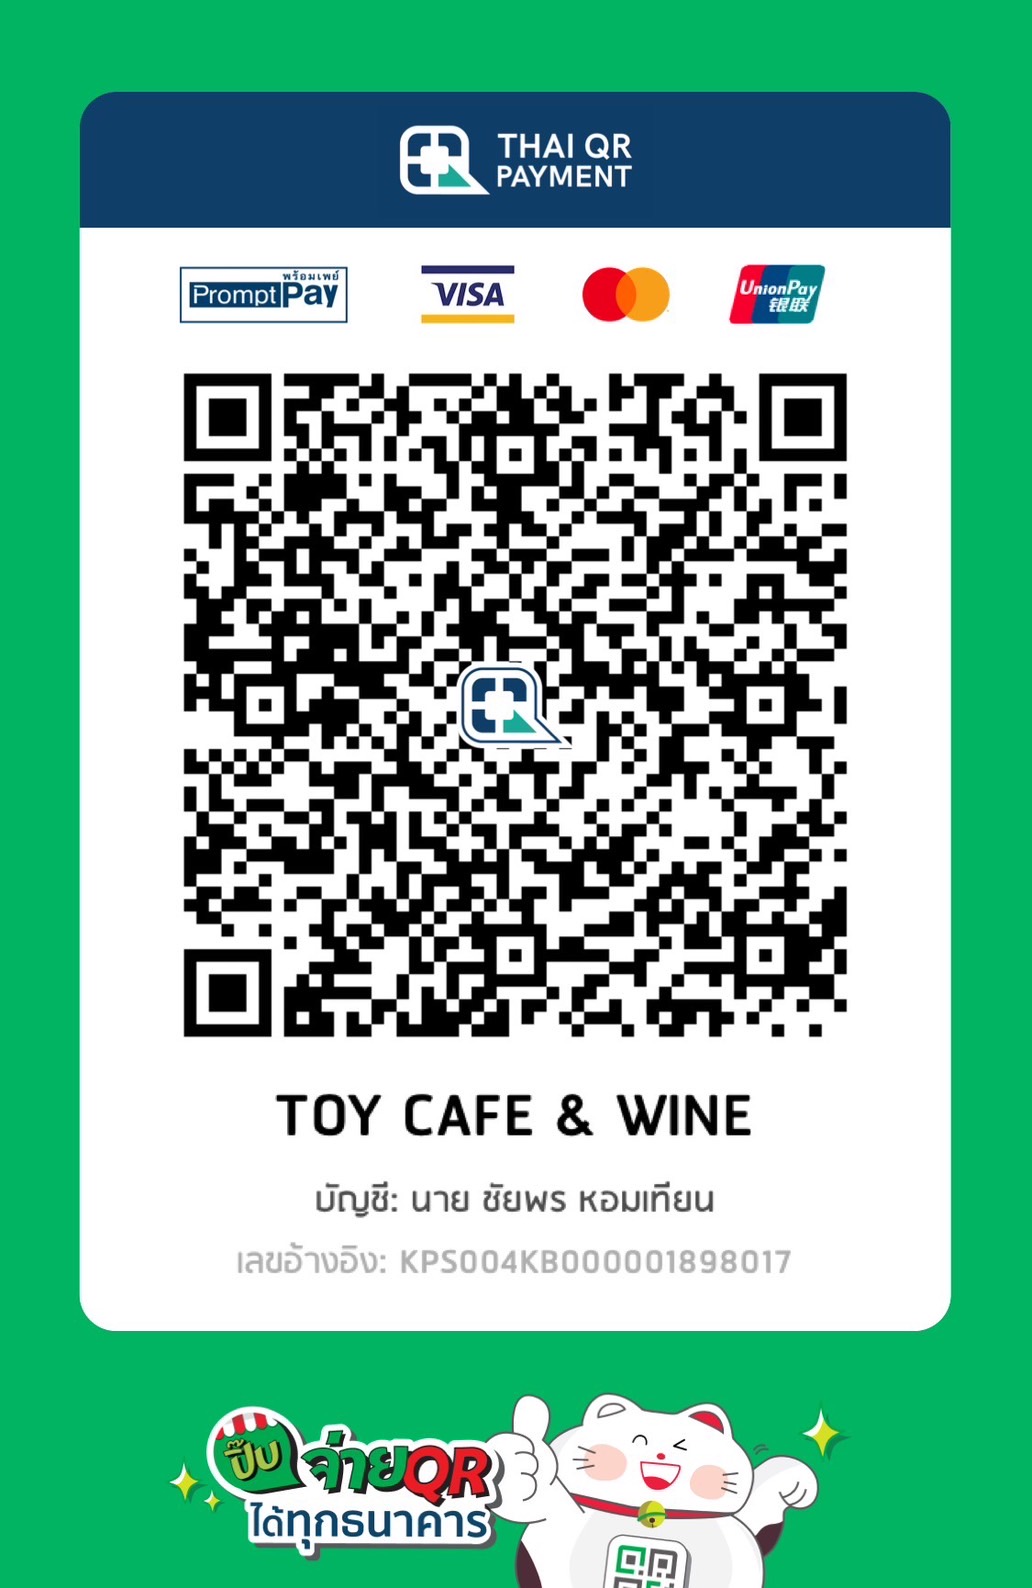 THAI QR
PAYMENT
พร้อมเพย์
PromptPay
VISA
UnionPay
银联
TOY CAFE & WINE
บัญชี: นาย ชัยพร หอมเทียน
เลขอ้างอิง: KPS004KB000001898017
ปิ๊บ
จ่ายQR
ได้ทุกธนาคาร